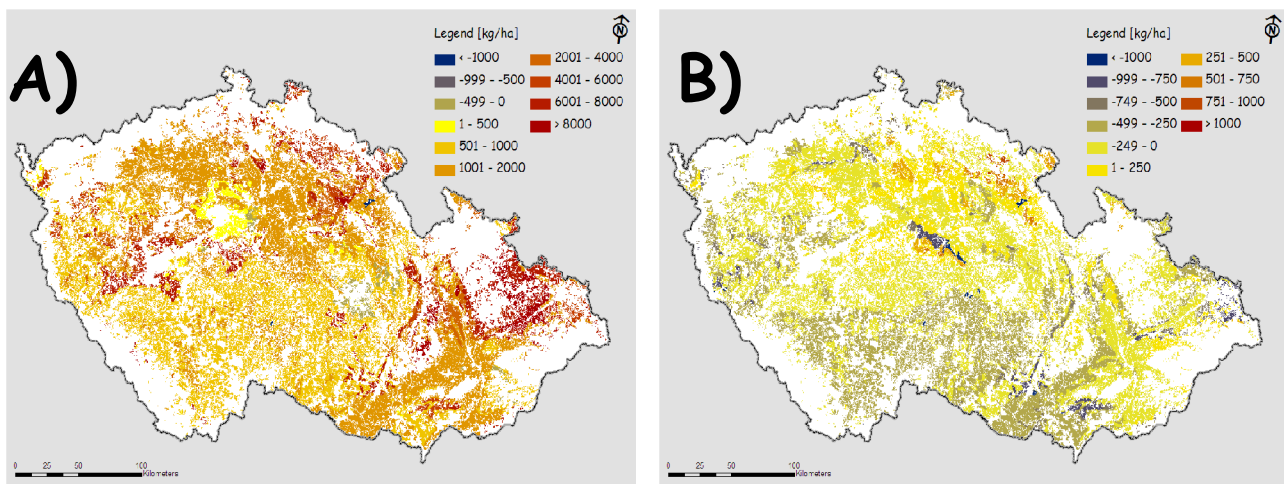 A)
Legend [kg/ha]
N
< -1000
-999 - -500
-499 - 0
1 - 500
501 - 1000
1001 - 2000
2001 - 4000
4001 - 6000
6001 - 8000
> 8000
0 25 50 100
Kilometers
B)
Legend [kg/ha]
N
< -1000
-999 - -750
-749 - -500
-499 - -250
-249 - 0
1 - 250
251 - 500
501 - 750
751 - 1000
> 1000
0 25 50 100
Kilometers